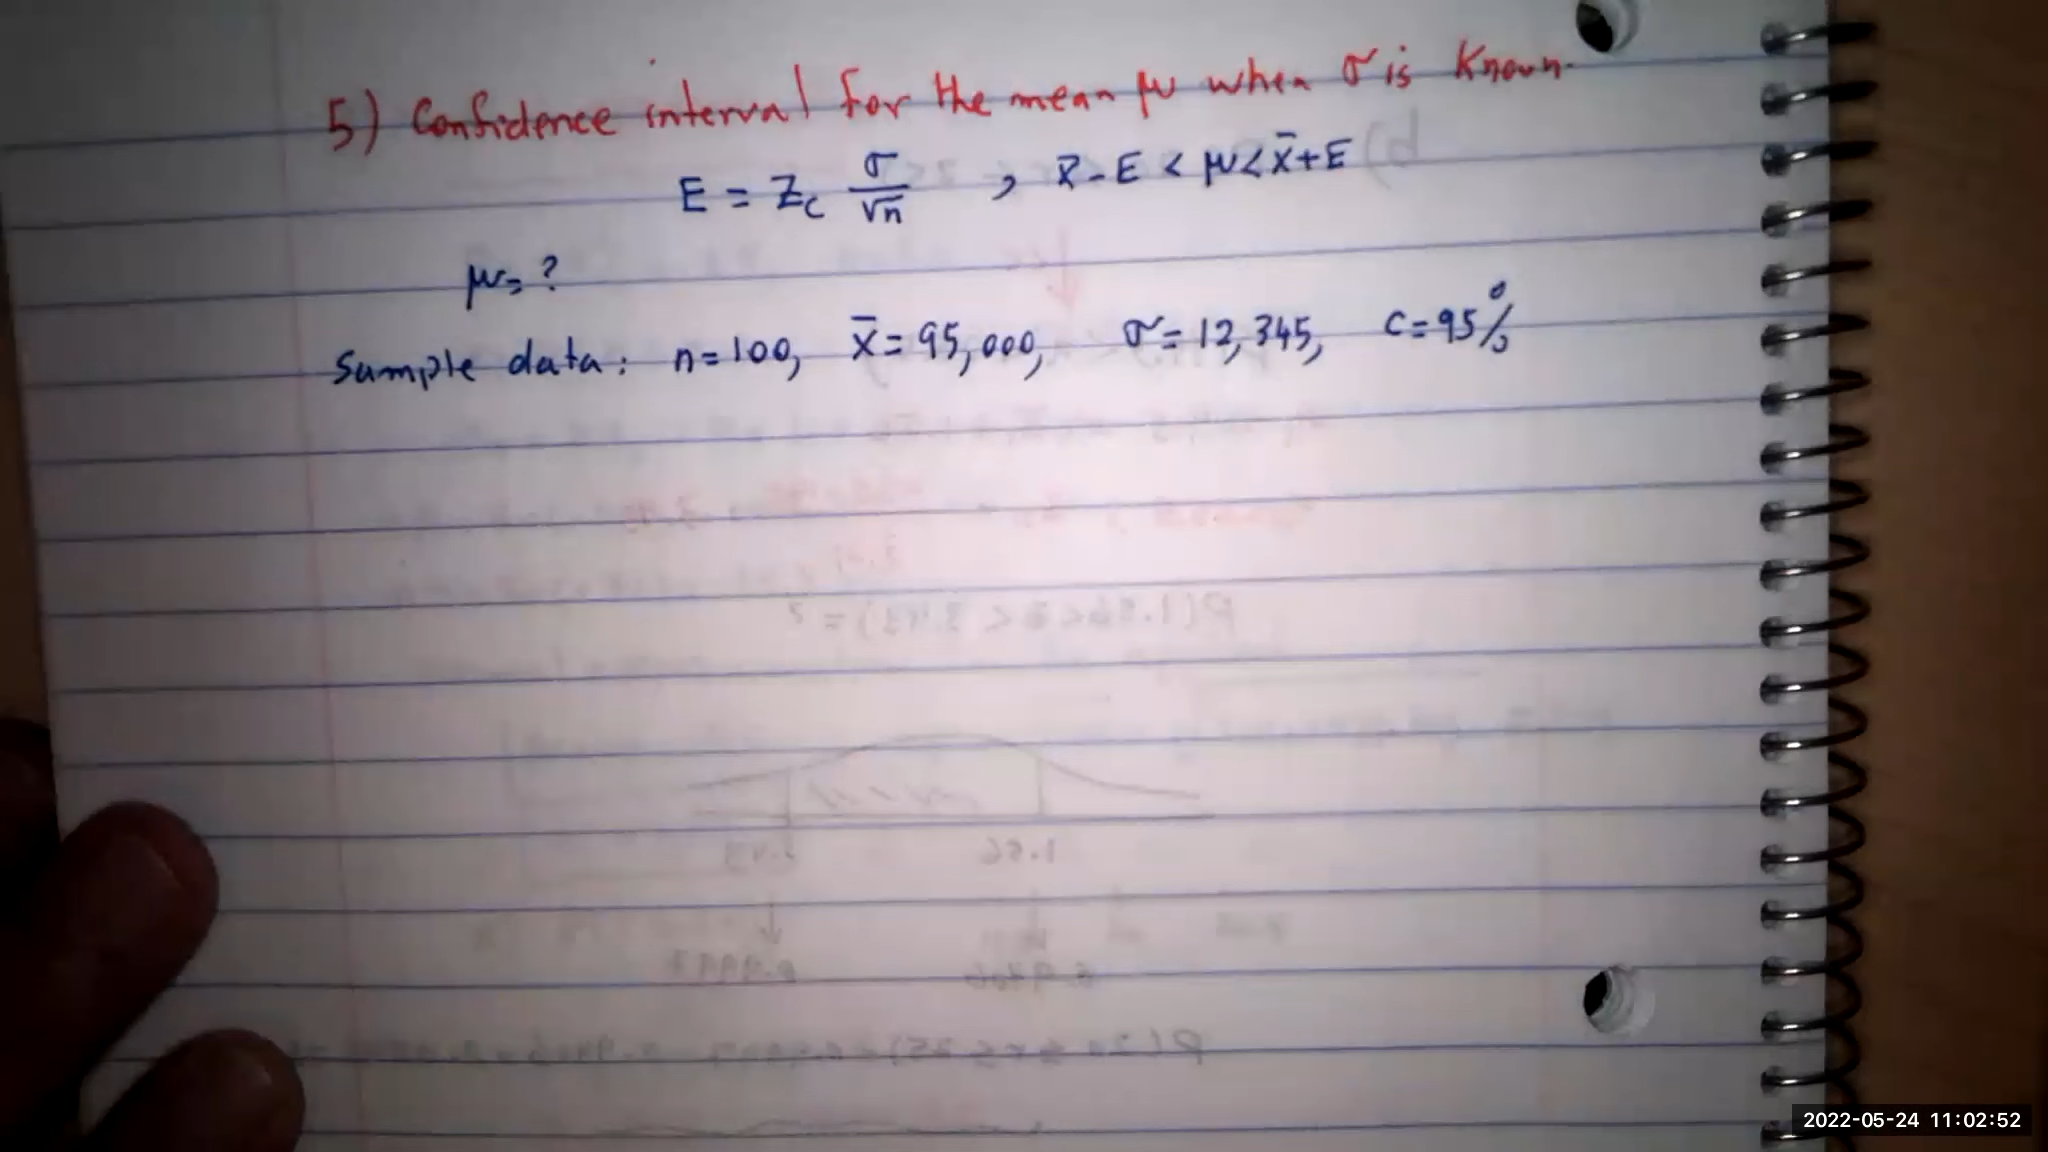 5) Confidence interval for the mean μ when σ is known.
E = Zc σ/√n , x̄ - E < μ < x̄ + E
μ = ?
Sample data: n=100, x̄ = 95,000, σ = 12,345, c = 95%
2022-05-24 11:02:52